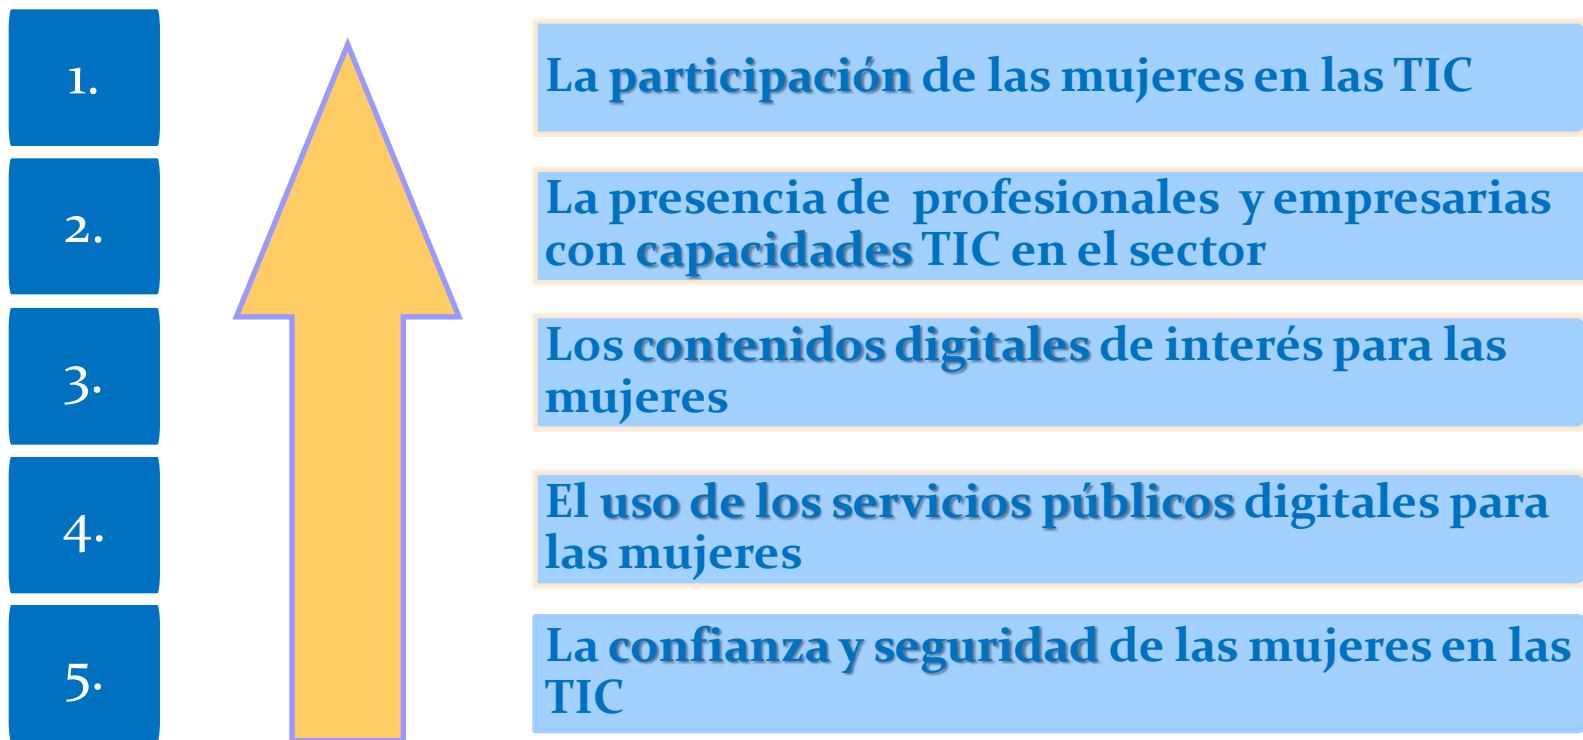 1.
La participación de las mujeres en las TIC
2.
La presencia de profesionales y empresarias
con capacidades TIC en el sector
3.
Los contenidos digitales de interés para las
mujeres
4.
El uso de los servicios públicos digitales para
las mujeres
5.
La confianza y seguridad de las mujeres en las
TIC